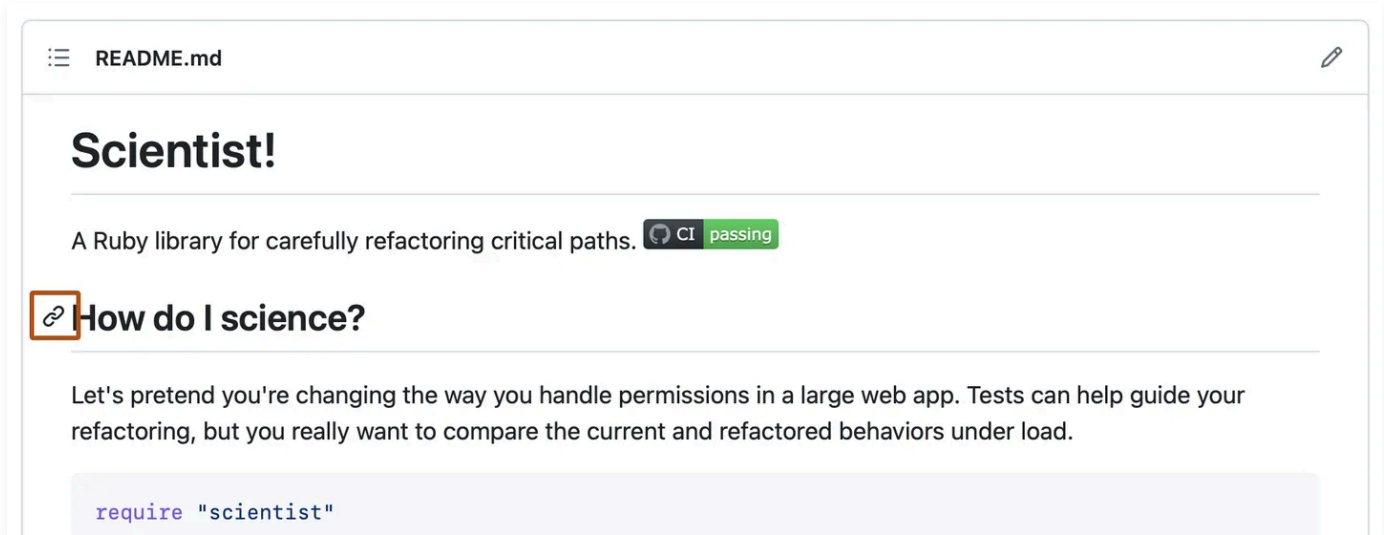 README.md
Scientist!
A Ruby library for carefully refactoring critical paths. CI passing
How do I science?
Let's pretend you're changing the way you handle permissions in a large web app. Tests can help guide your
refactoring, but you really want to compare the current and refactored behaviors under load.
require "scientist"